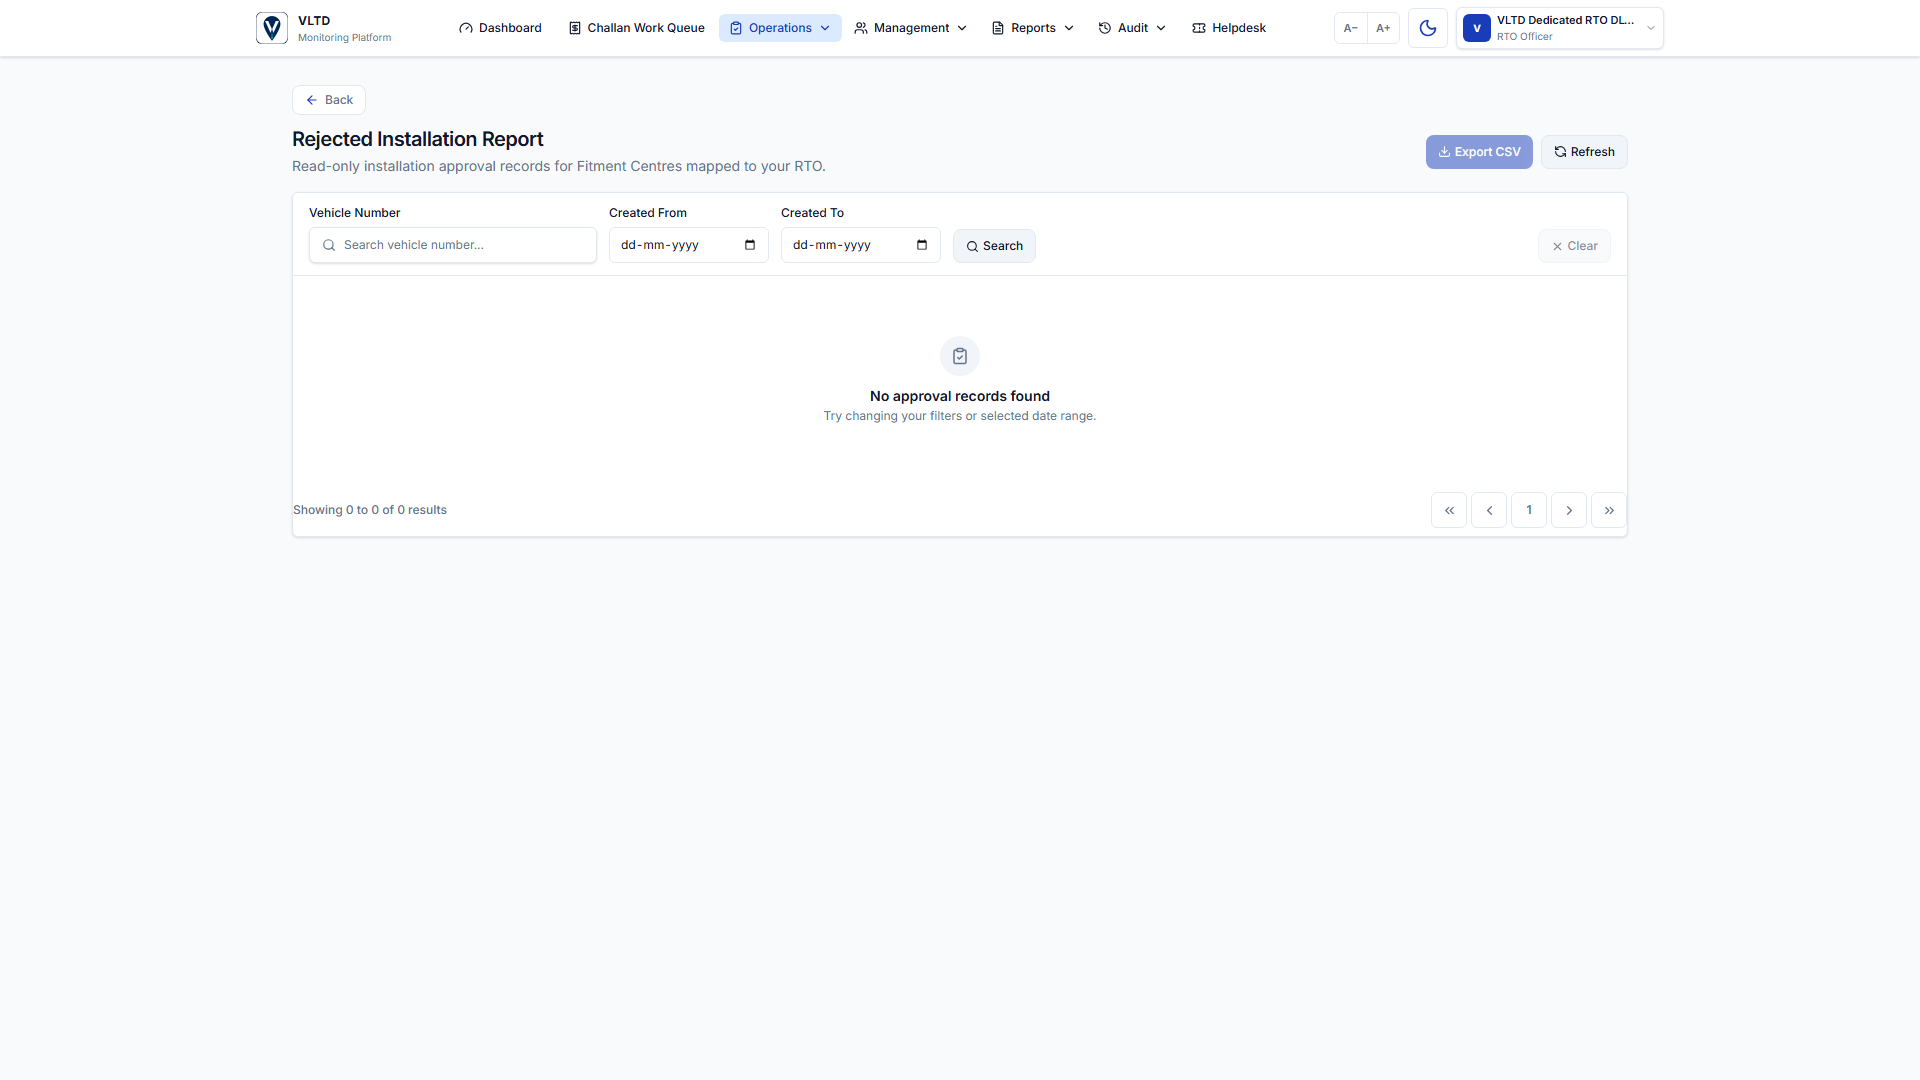 VLTD
Monitoring Platform
Dashboard
Challan Work Queue
Operations
Management
Reports
Audit
Helpdesk
A-
A+
V
VLTD Dedicated RTO DL...
RTO Officer
Back
Rejected Installation Report
Read-only installation approval records for Fitment Centres mapped to your RTO.
Export CSV
Refresh
Vehicle Number
Created From
Created To
Search vehicle number...
dd-mm-yyyy
dd-mm-yyyy
Search
Clear
No approval records found
Try changing your filters or selected date range.
Showing 0 to 0 of 0 results
1